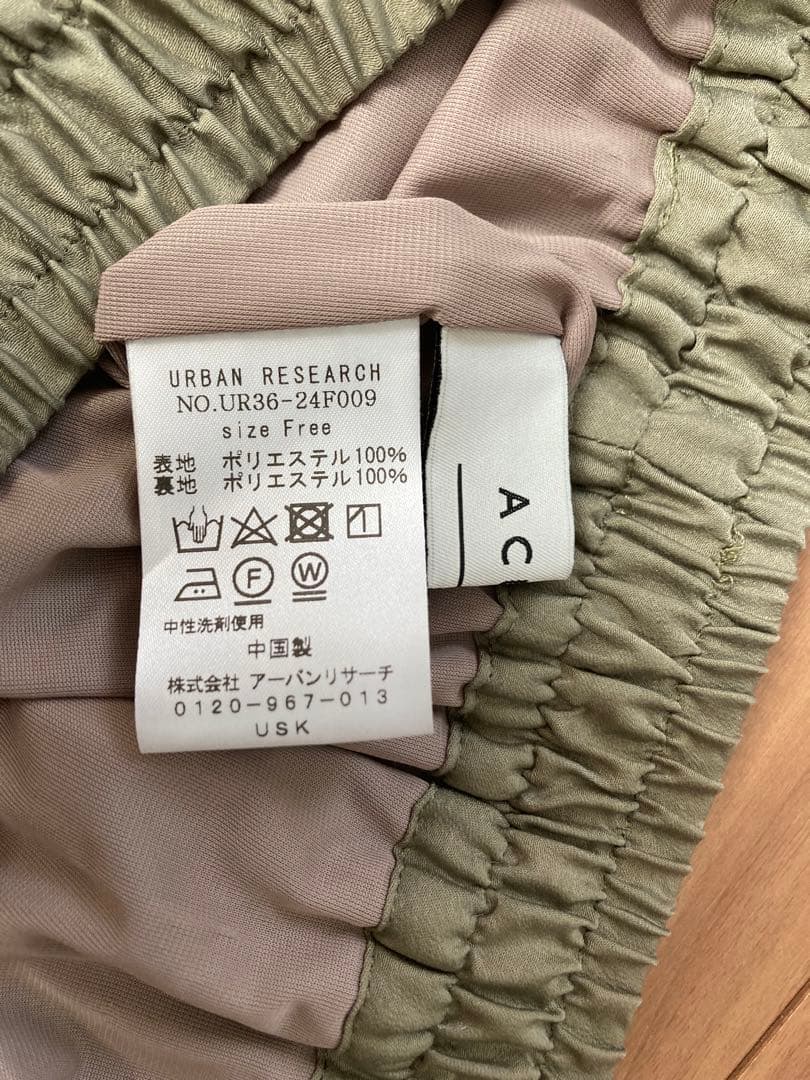 URBAN RESEARCH
NO.UR36-24F009
size Free
表地 ポリエステル100%
裏地 ポリエステル100%
F W
中性洗剤使用
中国製
株式会社 アーバンリサーチ
0120-967-013
USK
AC